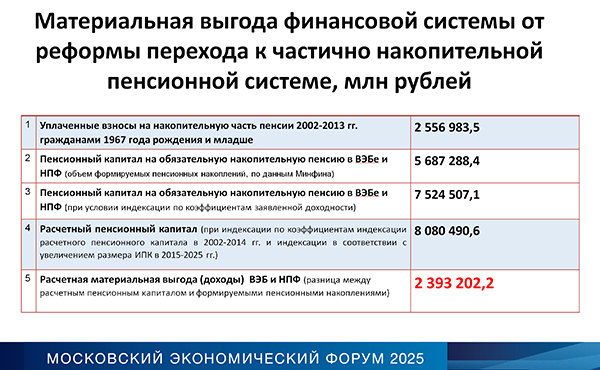 Материальная выгода финансовой системы от
реформы перехода к частично накопительной
пенсионной системе, млн рублей
1 Уплаченные взносы на накопительную часть пенсии 2002-2013 гг. 2 556 983,5
гражданами 1967 года рождения и младше
2 Пенсионный капитал на обязательную накопительную пенсию в ВЭБе и 5 687 288,4
НПФ (объем формируемых пенсионных накоплений, по данным Минфина)
3 Пенсионный капитал на обязательную накопительную пенсию в ВЭБе и 7 524 507,1
НПФ (при условии индексации по коэффициентам заявленной доходности)
4 Расчетный пенсионный капитал (при индексации по коэффициентам индексации 8 080 490,6
расчетного пенсионного капитала в 2002-2014 гг. и индексации в соответствии с
увеличением размера ИПК в 2015-2025 гг.)
5 Расчетная материальная выгода (доходы) ВЭБ и НПФ (разница между 2 393 202,2
расчетным пенсионным капиталом и формируемыми пенсионными накоплениями)
МОСКОВСКИЙ ЭКОНОМИЧЕСКИЙ ФОРУМ 2025